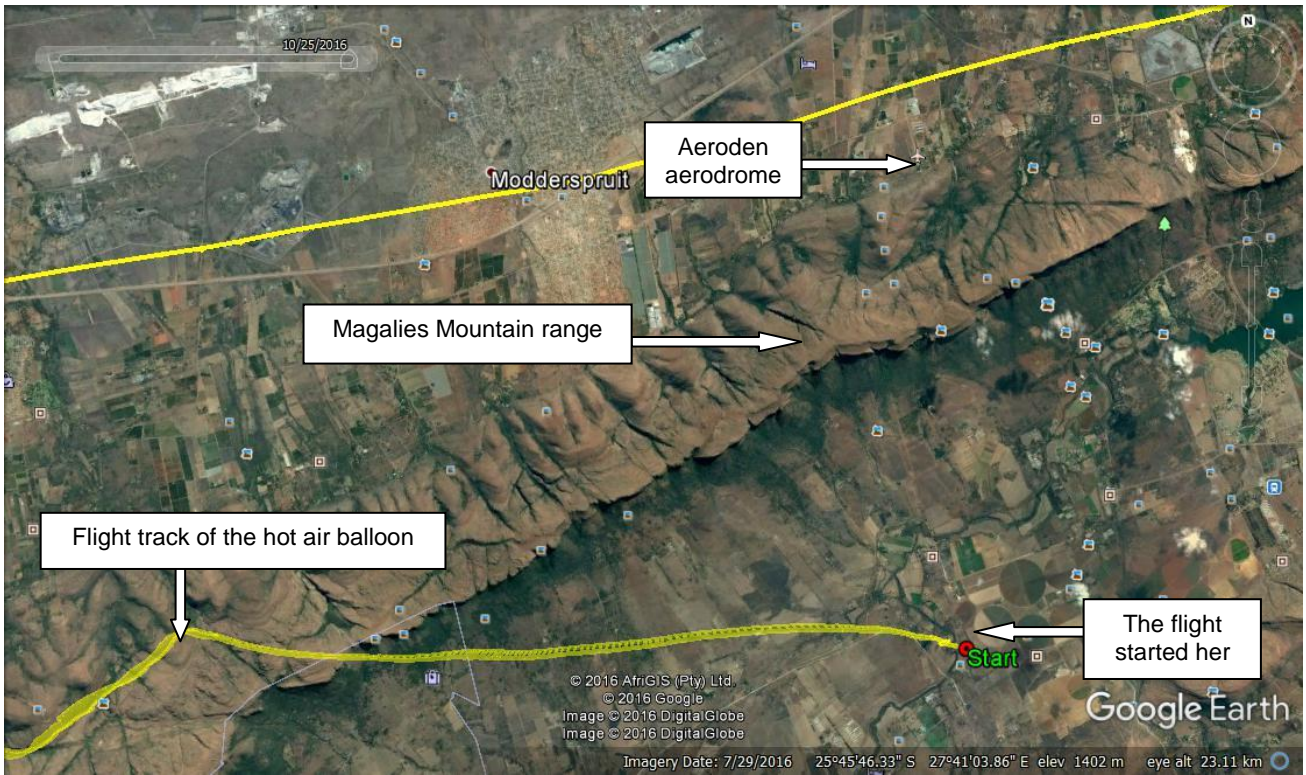 10/25/2016
N
Aeroden
aerodrome
Modderspruit
Magalies Mountain range
Flight track of the hot air balloon
The flight
started her
Start
© 2016 AfriGIS (Pty) Ltd.
© 2016 Google
Image © 2016 DigitalGlobe
Image © 2016 DigitalGlobe
Google Earth
Imagery Date: 7/29/2016 25°45'46.33" S 27°41'03.86" E elev 1402 m eye alt 23.11 km